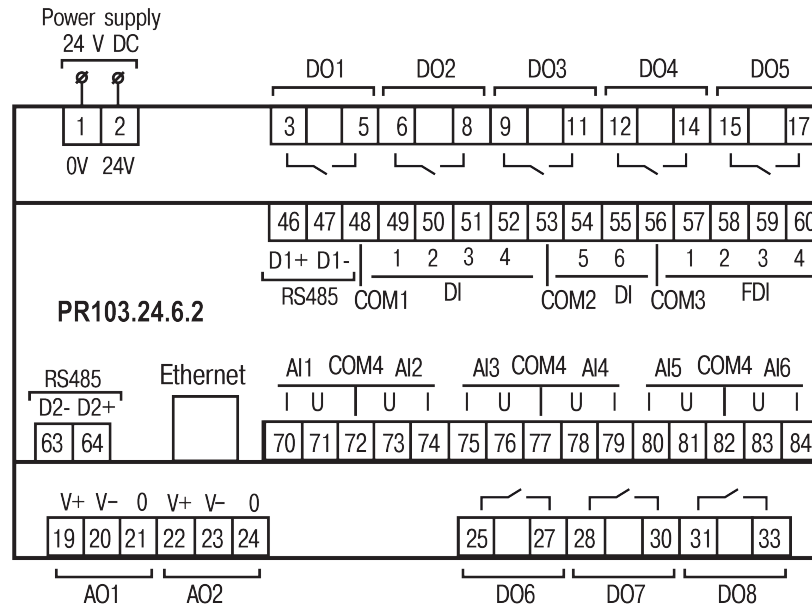 Power supply
24 V DC
DO1 DO2 DO3 DO4 DO5
1 2 3 5 6 8 9 11 12 14 15 17
0V 24V
46 47 48 49 50 51 52 53 54 55 56 57 58 59 60
D1+ D1- 1 2 3 4 5 6 1 2 3 4
RS485 COM1 DI COM2 DI COM3 FDI
PR103.24.6.2
RS485 Ethernet AI1 COM4 AI2 AI3 COM4 AI4 AI5 COM4 AI6
D2- D2+ I U U I I U U I I U U I
63 64 70 71 72 73 74 75 76 77 78 79 80 81 82 83 84
V+ V– 0 V+ V– 0
19 20 21 22 23 24 25 27 28 30 31 33
AO1 AO2 DO6 DO7 DO8